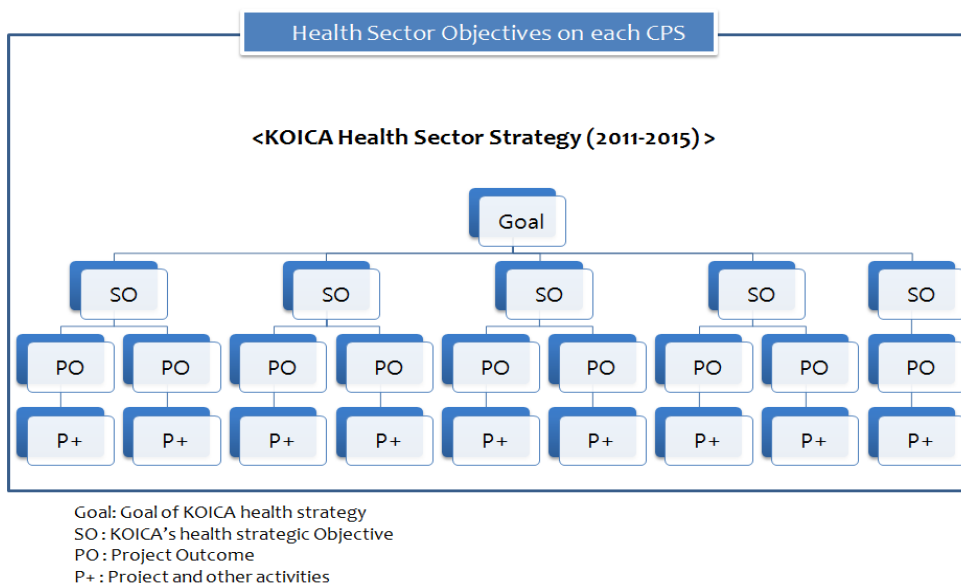 Health Sector Objectives on each CPS
<KOICA Health Sector Strategy (2011-2015) >
Goal
SO SO SO SO SO
PO PO PO PO PO PO PO PO PO
P+ P+ P+ P+ P+ P+ P+ P+ P+
Goal: Goal of KOICA health strategy
SO : KOICA's health strategic Objective
PO : Project Outcome
P+ : Project and other activities